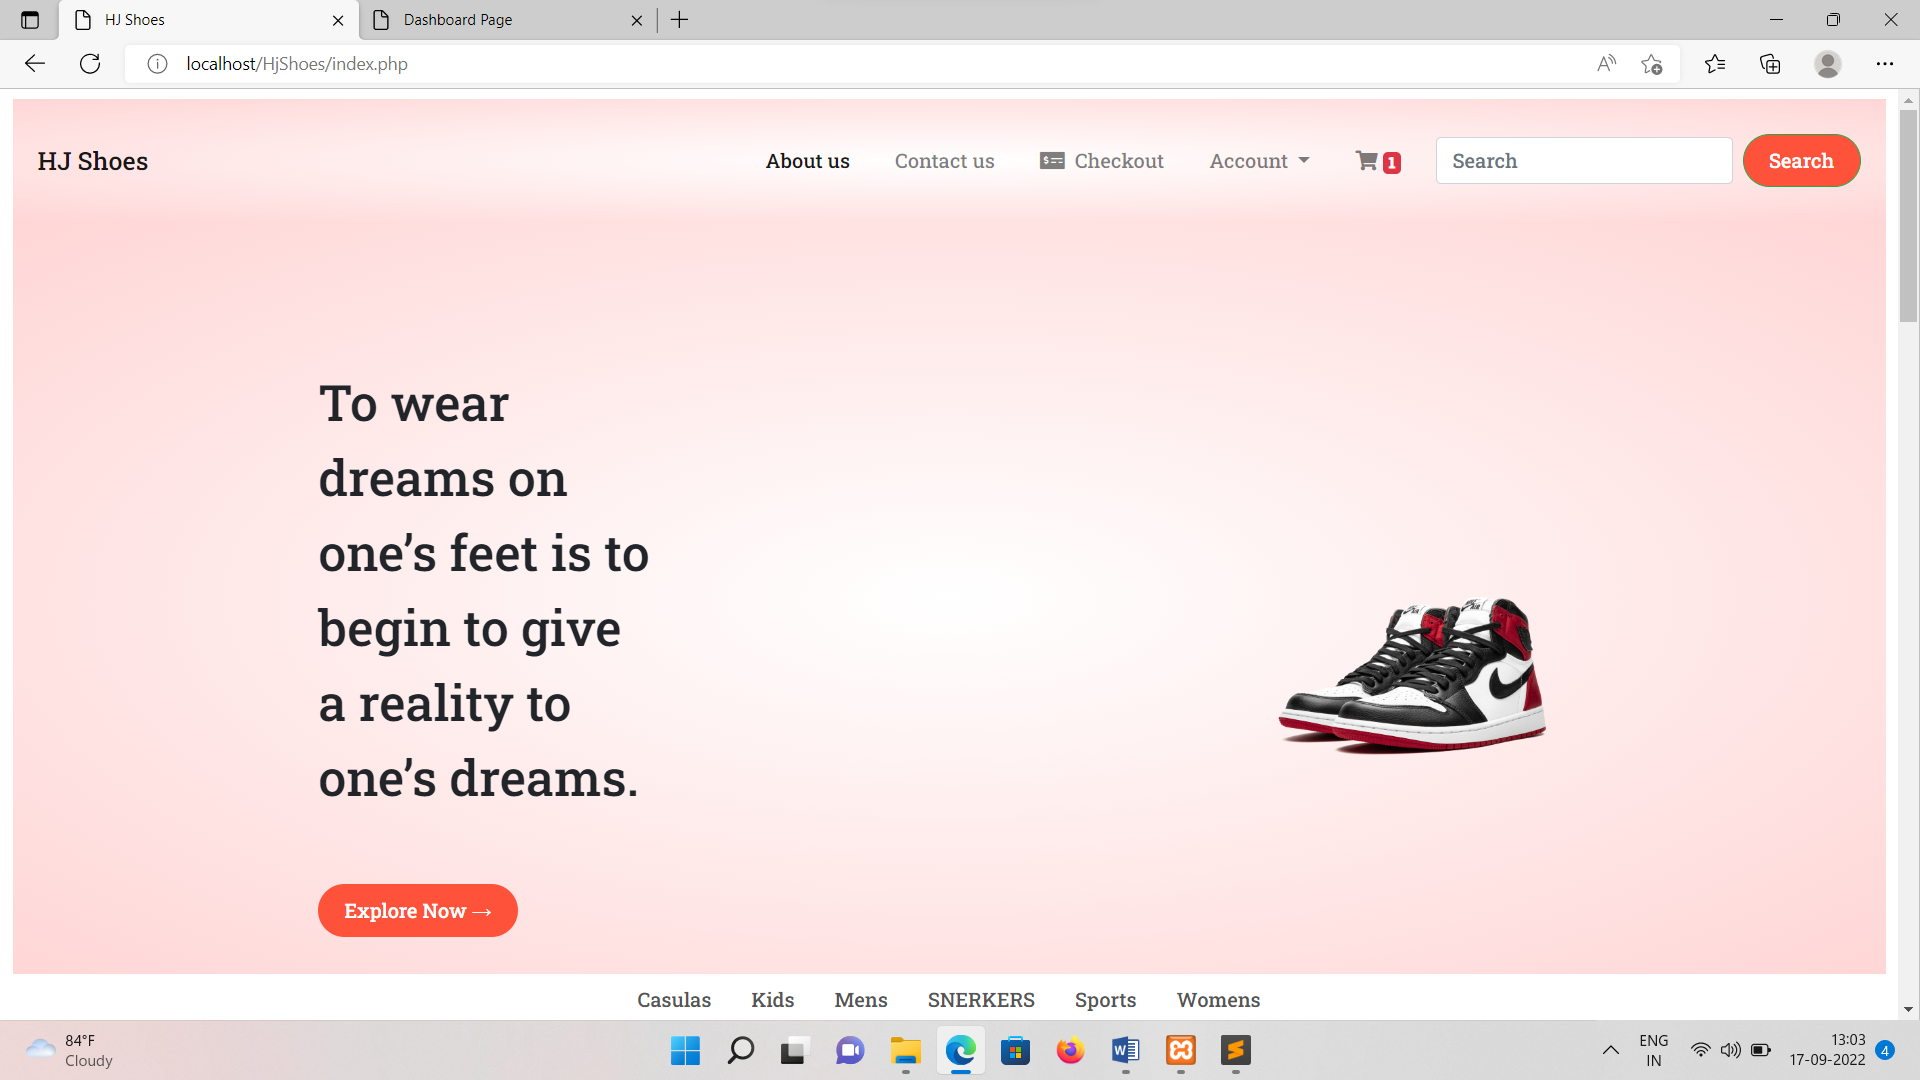 HJ Shoes
Dashboard Page
localhost/HjShoes/index.php
HJ Shoes
About us
Contact us
Checkout
Account
1
Search
Search
To wear
dreams on
one’s feet is to
begin to give
a reality to
one’s dreams.
Explore Now →
Casulas
Kids
Mens
SNERKERS
Sports
Womens
84°F
Cloudy
ENG
IN
13:03
17-09-2022
4